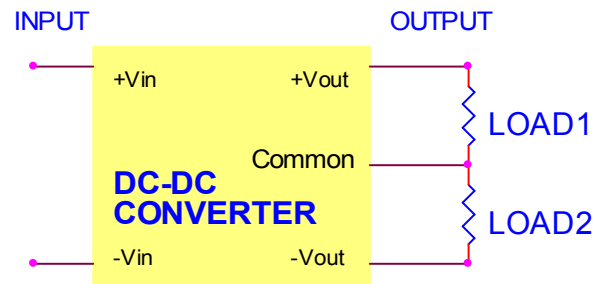 INPUT
OUTPUT
+Vin
+Vout
LOAD1
Common
DC-DC
CONVERTER
LOAD2
-Vin
-Vout